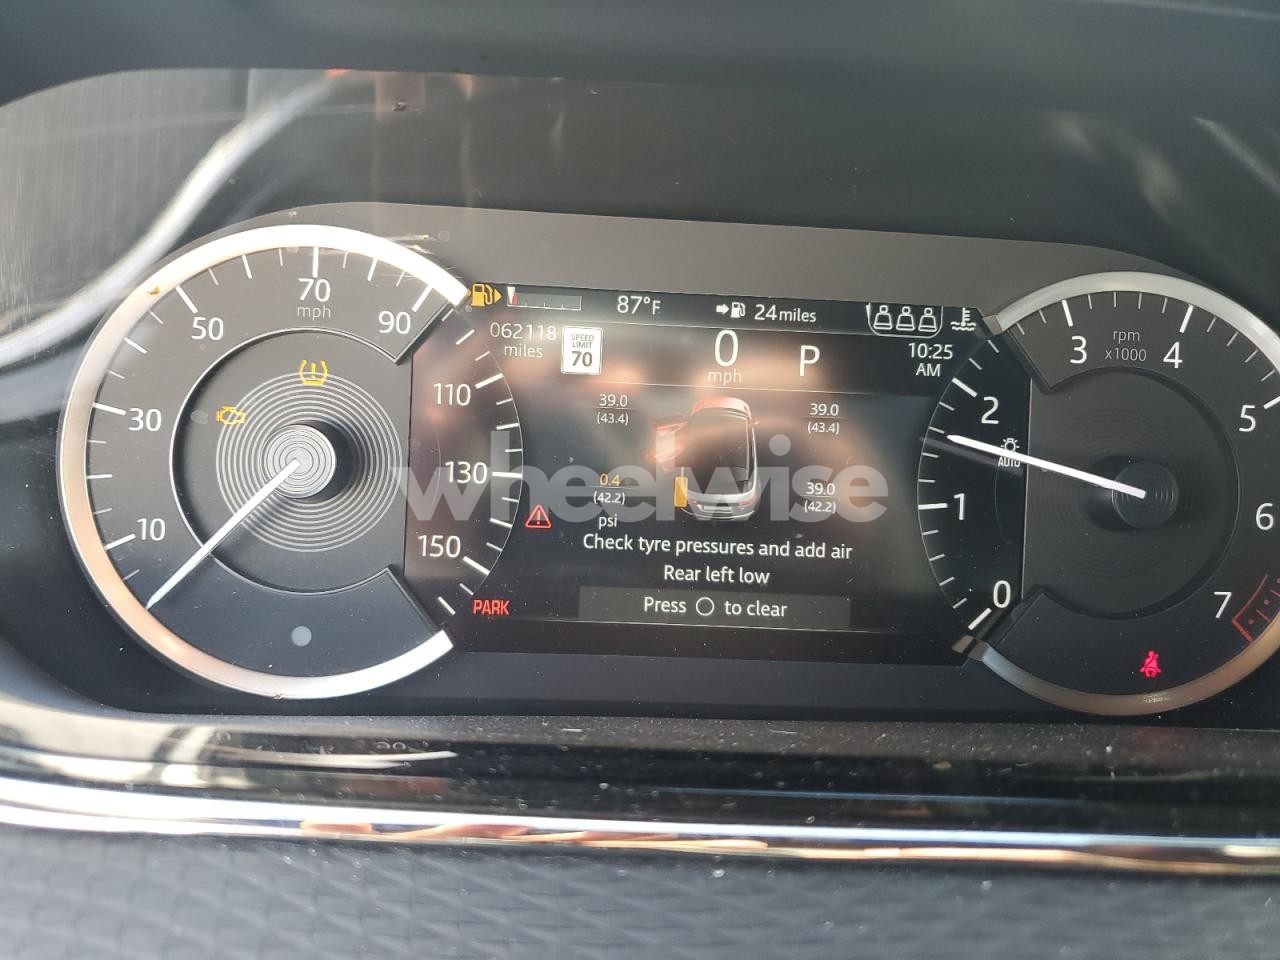 70
mph
50
90
30
10
110
130
150
87°F
24 miles
062118
miles
SPEED
LIMIT
70
0
mph
P
10:25
AM
39.0
(43.4)
39.0
(43.4)
0.4
(42.2)
39.0
(42.2)
psi
Check tyre pressures and add air
Rear left low
Press ○ to clear
PARK
wheelwise
AUTO
rpm
x1000
3
4
2
5
1
6
0
7